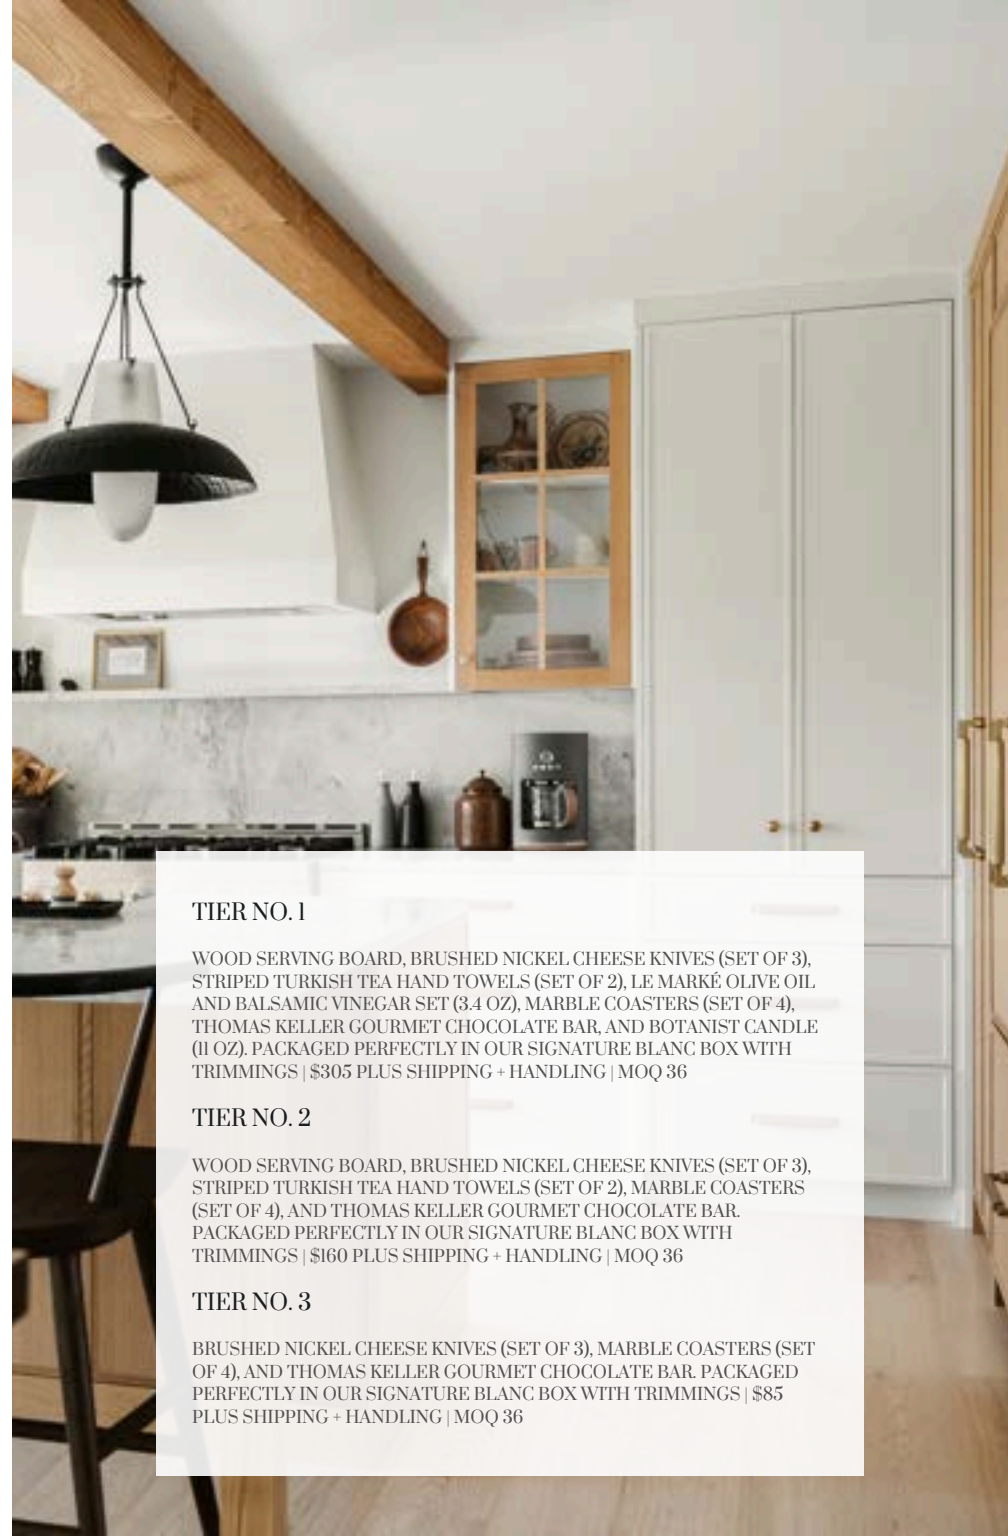 TIER NO. 1
WOOD SERVING BOARD, BRUSHED NICKEL CHEESE KNIVES (SET OF 3),
STRIPED TURKISH TEA HAND TOWELS (SET OF 2), LE MARKÉ OLIVE OIL
AND BALSAMIC VINEGAR SET (3.4 OZ), MARBLE COASTERS (SET OF 4),
THOMAS KELLER GOURMET CHOCOLATE BAR, AND BOTANIST CANDLE
(11 OZ). PACKAGED PERFECTLY IN OUR SIGNATURE BLANC BOX WITH
TRIMMINGS | $305 PLUS SHIPPING + HANDLING | MOQ 36
TIER NO. 2
WOOD SERVING BOARD, BRUSHED NICKEL CHEESE KNIVES (SET OF 3),
STRIPED TURKISH TEA HAND TOWELS (SET OF 2), MARBLE COASTERS
(SET OF 4), AND THOMAS KELLER GOURMET CHOCOLATE BAR.
PACKAGED PERFECTLY IN OUR SIGNATURE BLANC BOX WITH
TRIMMINGS | $160 PLUS SHIPPING + HANDLING | MOQ 36
TIER NO. 3
BRUSHED NICKEL CHEESE KNIVES (SET OF 3), MARBLE COASTERS (SET
OF 4), AND THOMAS KELLER GOURMET CHOCOLATE BAR. PACKAGED
PERFECTLY IN OUR SIGNATURE BLANC BOX WITH TRIMMINGS | $85
PLUS SHIPPING + HANDLING | MOQ 36